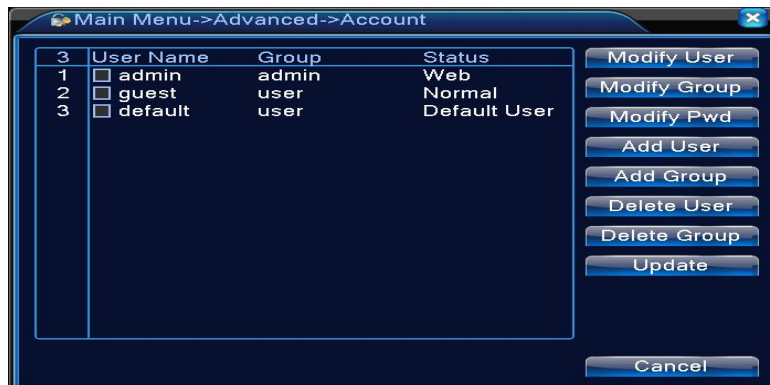 Main Menu->Advanced->Account
3 User Name Group Status
1 admin admin Web
2 guest user Normal
3 default user Default User
Modify User
Modify Group
Modify Pwd
Add User
Add Group
Delete User
Delete Group
Update
Cancel